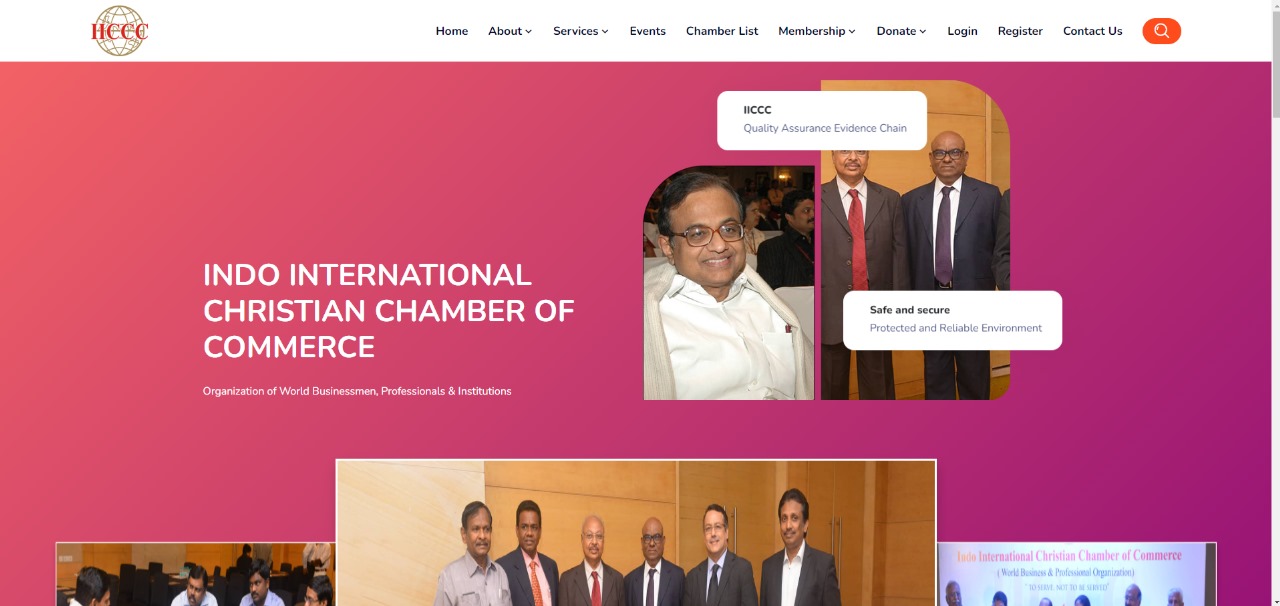 IICCC
Home
About
Services
Events
Chamber List
Membership
Donate
Login
Register
Contact Us
IICCC
Quality Assurance Evidence Chain
Safe and secure
Protected and Reliable Environment
INDO INTERNATIONAL
CHRISTIAN CHAMBER OF
COMMERCE
Organization of World Businessmen, Professionals & Institutions
Indo International Christian Chamber of Commerce
( World Business & Professional Organization)
"TO SERVE, NOT TO BE SERVED"